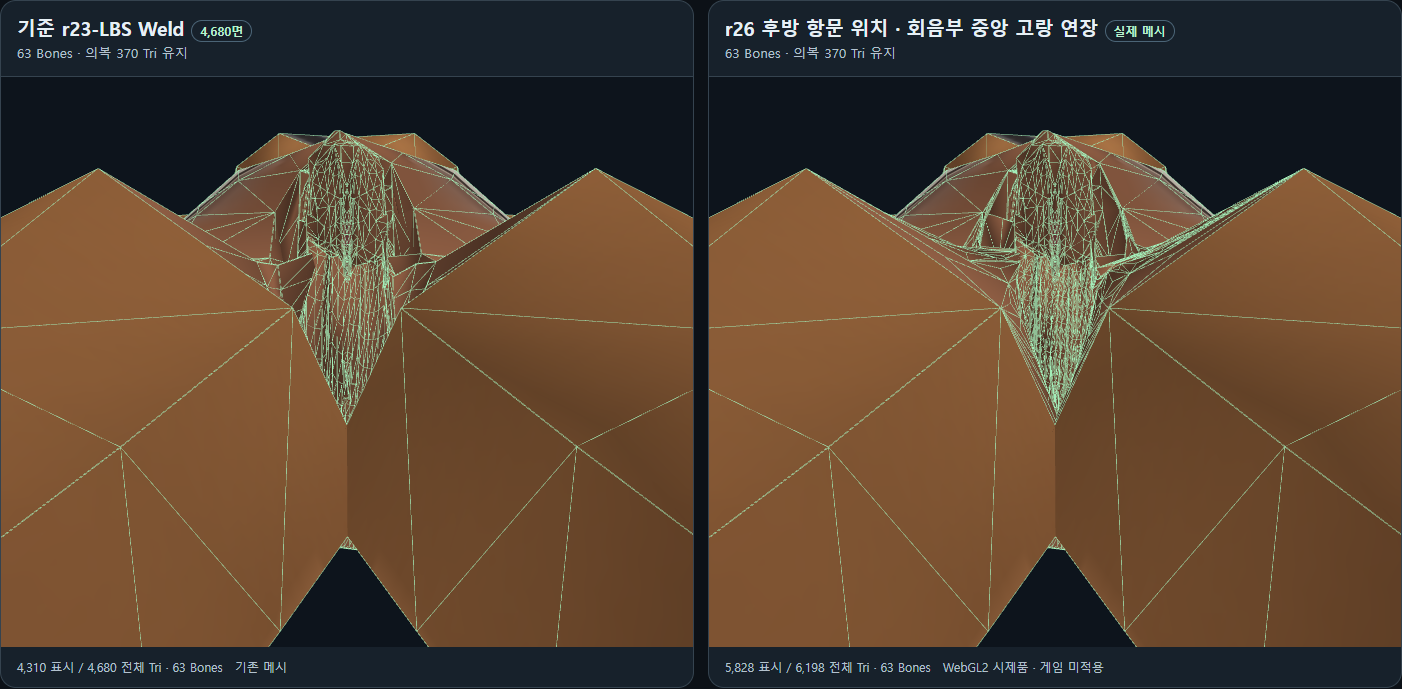 기준 r23-LBS Weld 4,680면
63 Bones · 의복 370 Tri 유지
4,310 표시 / 4,680 전체 Tri · 63 Bones 기존 메시
r26 후방 항문 위치 · 회음부 중앙 고랑 연장 실제 메시
63 Bones · 의복 370 Tri 유지
5,828 표시 / 6,198 전체 Tri · 63 Bones WebGL2 시제품 · 게임 미적용